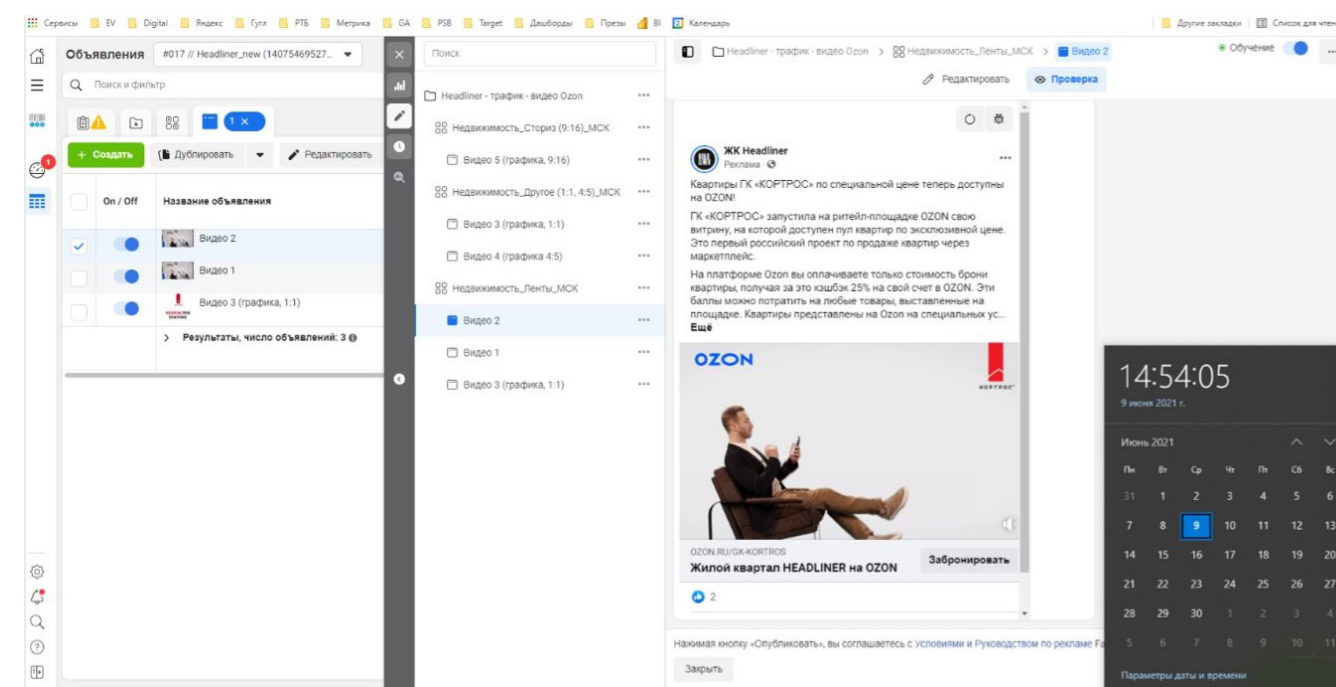 Сервисы EV Digital Яндекс Гугл РТБ Метрика GA PSB Target Дашборды Презы BI Календарь Другие закладки Список для чтен
Объявления #017 // Headliner_new (14075469527...
Поиск и фильтр
1 ×
+ Создать Дублировать Редактировать
On / Off Название объявления
Видео 2
Видео 1
Видео 3 (графика, 1:1)
Результаты, число объявлений: 3
1
Поиск
Headliner - трафик - видео Ozon
Недвижимость_Сториз (9:16)_МСК
Видео 5 (графика, 9:16)
Недвижимость_Другое (1:1, 4:5)_МСК
Видео 3 (графика, 1:1)
Видео 4 (графика 4:5)
Недвижимость_Ленты_МСК
Видео 2
Видео 1
Видео 3 (графика, 1:1)
Headliner - трафик - видео Ozon > Недвижимость_Ленты_МСК > Видео 2 Обучение
Редактировать Проверка
ЖК Headliner
Реклама ·
Квартиры ГК «КОРТРОС» по специальной цене теперь доступны
на OZON!
ГК «КОРТРОС» запустила на ритейл-площадке OZON свою
витрину, на которой доступен пул квартир по эксклюзивной цене.
Это первый российский проект по продаже квартир через
маркетплейс.
На платформе Ozon вы оплачиваете только стоимость брони
квартиры, получая за это кэшбэк 25% на свой счет в OZON. Эти
баллы можно потратить на любые товары, выставленные на
площадке. Квартиры представлены на Ozon на специальных ус...
Ещё
OZON
КОРТРОС
OZON.RU/GK-KORTROS
Жилой квартал HEADLINER на OZON
Забронировать
2
Нажимая кнопку «Опубликовать», вы соглашаетесь с Условиями и Руководством по рекламе Fa
Закрыть
14:54:05
9 июня 2021 г.
Июнь 2021
Пн Вт Ср Чт Пт Сб Вс
31 1 2 3 4 5 6
7 8 9 10 11 12 13
14 15 16 17 18 19 20
21 22 23 24 25 26 27
28 29 30 1 2 3 4
5 6 7 8 9 10 11
Параметры даты и времени